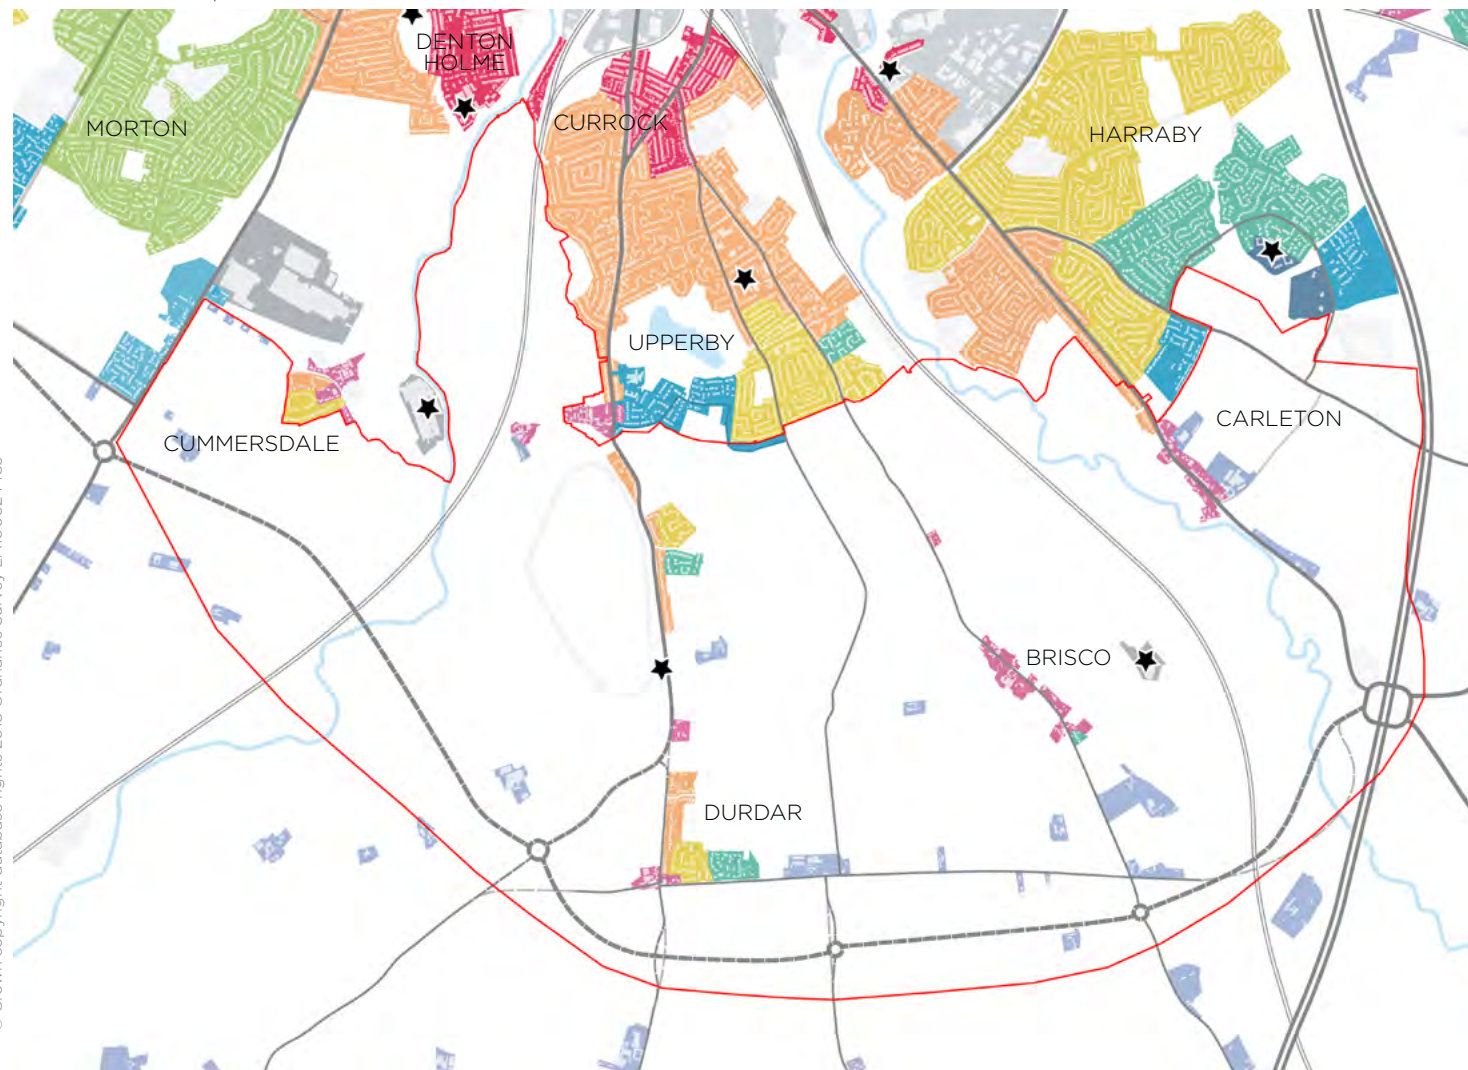 DENTON
HOLME
MORTON
CURROCK
HARRABY
UPPERBY
CARLETON
CUMMERSDALE
BRISCO
DURDAR